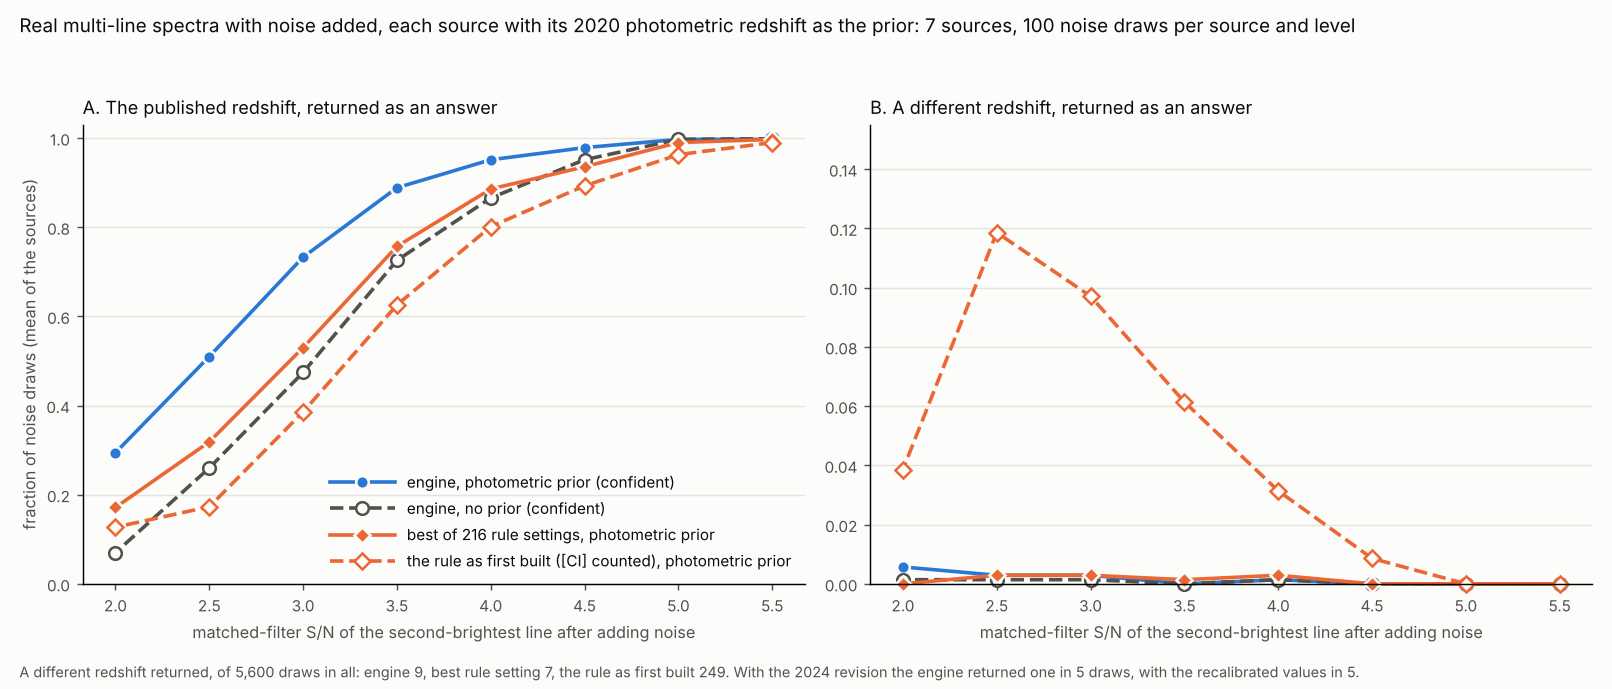 Real multi-line spectra with noise added, each source with its 2020 photometric redshift as the prior: 7 sources, 100 noise draws per source and level
A. The published redshift, returned as an answer
fraction of noise draws (mean of the sources)
1.0
0.8
0.6
0.4
0.2
0.0
engine, photometric prior (confident)
engine, no prior (confident)
best of 216 rule settings, photometric prior
the rule as first built ([CI] counted), photometric prior
2.0 2.5 3.0 3.5 4.0 4.5 5.0 5.5
matched-filter S/N of the second-brightest line after adding noise
B. A different redshift, returned as an answer
0.14
0.12
0.10
0.08
0.06
0.04
0.02
0.00
2.0 2.5 3.0 3.5 4.0 4.5 5.0 5.5
matched-filter S/N of the second-brightest line after adding noise
A different redshift returned, of 5,600 draws in all: engine 9, best rule setting 7, the rule as first built 249. With the 2024 revision the engine returned one in 5 draws, with the recalibrated values in 5.